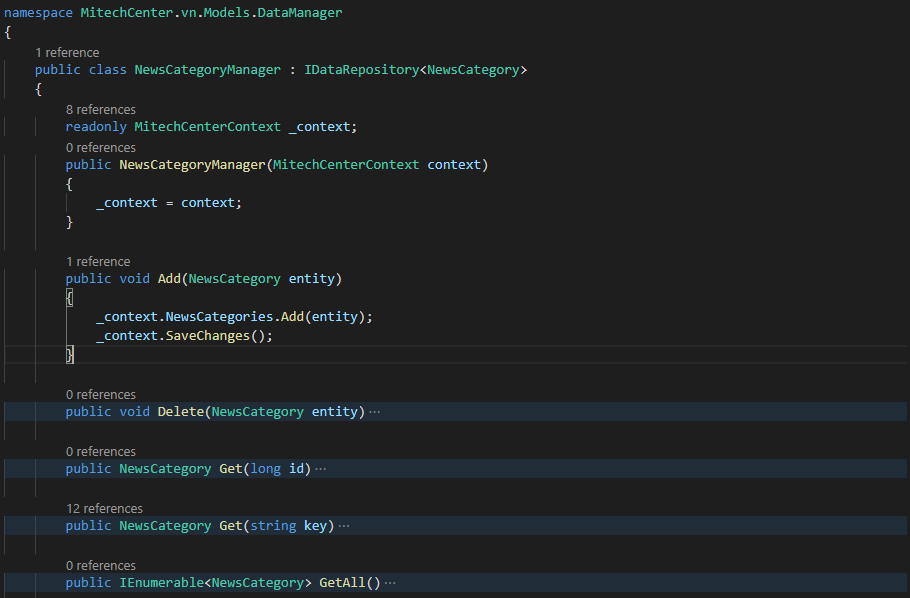 namespace MitechCenter.vn.Models.DataManager
{
1 reference
public class NewsCategoryManager : IDataRepository<NewsCategory>
{
8 references
readonly MitechCenterContext _context;
0 references
public NewsCategoryManager(MitechCenterContext context)
{
_context = context;
}
1 reference
public void Add(NewsCategory entity)
{
_context.NewsCategories.Add(entity);
_context.SaveChanges();
}
0 references
public void Delete(NewsCategory entity)···
0 references
public NewsCategory Get(long id)···
12 references
public NewsCategory Get(string key)···
0 references
public IEnumerable<NewsCategory> GetAll()···